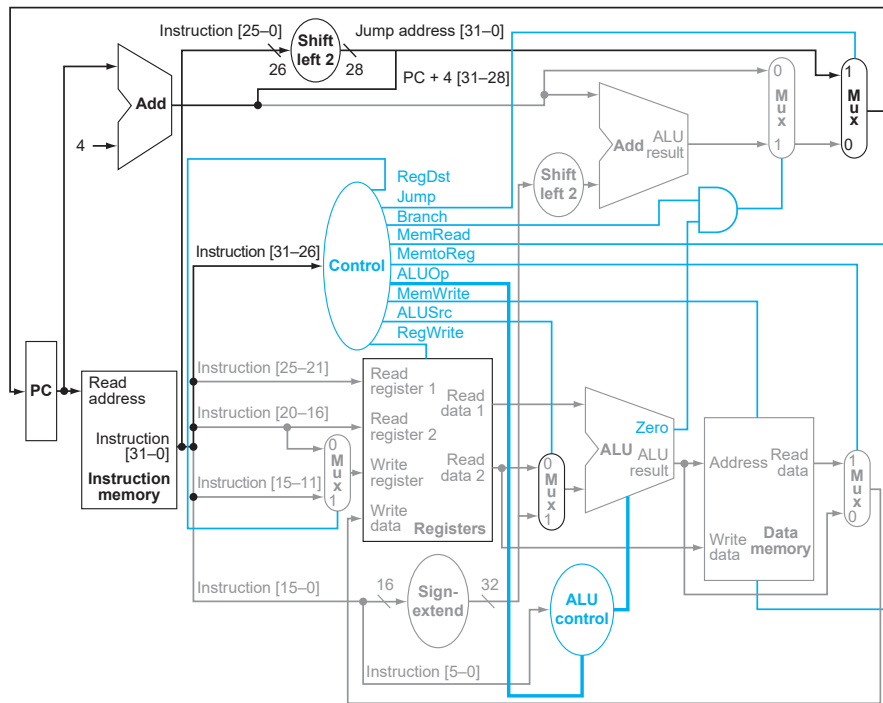 Instruction [25–0]
Shift
left 2
Jump address [31–0]
26
28
PC + 4 [31–28]
Add
4
0
M
u
x
1
1
M
u
x
0
Add
ALU
result
Shift
left 2
RegDst
Jump
Branch
MemRead
MemtoReg
ALUOp
MemWrite
ALUSrc
RegWrite
Instruction [31–26]
Control
PC
Read
address
Instruction
[31–0]
Instruction
memory
Instruction [25–21]
Instruction [20–16]
Instruction [15–11]
0
M
u
x
1
Read
register 1
Read
register 2
Write
register
Write
data
Read
data 1
Read
data 2
Registers
0
M
u
x
1
Zero
ALU
ALU
result
Address
Read
data
Write
data
Data
memory
1
M
u
x
0
Instruction [15–0]
16
Sign-
extend
32
ALU
control
Instruction [5–0]